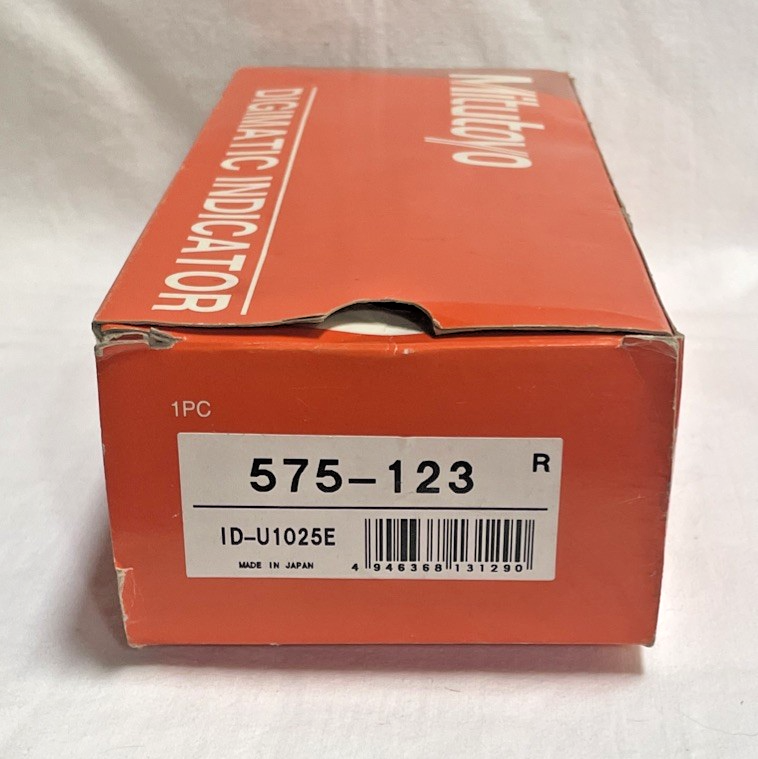 Mitutoyo
DIGIMATIC INDICATOR
1PC
575-123 R
ID-U1025E
MADE IN JAPAN
4 946368 131290